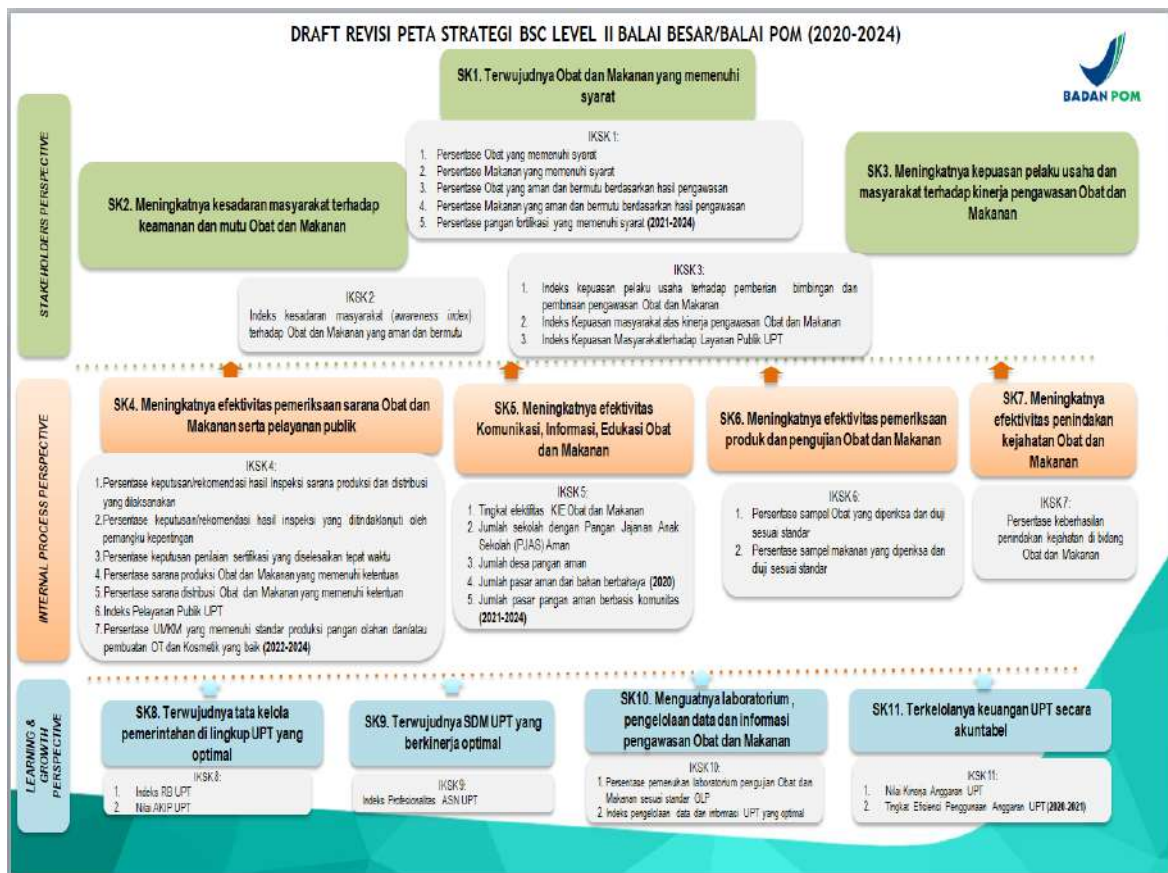 DRAFT REVISI PETA STRATEGI BSC LEVEL II BALAI BESAR/BALAI POM (2020-2024)
BADAN POM
STAKEHOLDERS PERSPECTIVE
SK1. Terwujudnya Obat dan Makanan yang memenuhi
syarat
IKSK 1:
1. Persentase Obat yang memenuhi syarat
2. Persentase Makanan yang memenuhi syarat
3. Persentase Obat yang aman dan bermutu berdasarkan hasil pengawasan
4. Persentase Makanan yang aman dan bermutu berdasarkan hasil pengawasan
5. Persentase pangan fortifikasi yang memenuhi syarat (2021-2024)
SK2. Meningkatnya kesadaran masyarakat terhadap
keamanan dan mutu Obat dan Makanan
IKSK2:
Indeks kesadaran masyarakat (awareness index)
terhadap Obat dan Makanan yang aman dan bermutu
SK3. Meningkatnya kepuasan pelaku usaha dan
masyarakat terhadap kinerja pengawasan Obat dan
Makanan
IKSK3:
1. Indeks kepuasan pelaku usaha terhadap pemberian bimbingan dan
pembinaan pengawasan Obat dan Makanan
2. Indeks Kepuasan masyarakat atas kinerja pengawasan Obat dan Makanan
3. Indeks Kepuasan Masyarakatterhadap Layanan Publik UPT
INTERNAL PROCESS PERSPECTIVE
SK4. Meningkatnya efektivitas pemeriksaan sarana Obat dan
Makanan serta pelayanan publik
IKSK4:
1.Persentase keputusan/rekomendasi hasil Inspeksi sarana produksi dan distribusi
yang dilaksanakan
2.Persentase keputusan/rekomendasi hasil inspeksi yang ditindaklanjuti oleh
pemangku kepentingan
3.Persentase keputusan penilaian sertifikasi yang diselesaikan tepat waktu
4.Persentase sarana produksi Obat dan Makanan yang memenuhi ketentuan
5.Persentase sarana distribusi Obat dan Makanan yang memenuhi ketentuan
6.Indeks Pelayanan Publik UPT
7.Persentase UMKM yang memenuhi standar produksi pangan olahan dan/atau
pembuatan OT dan Kosmetik yang baik (2022-2024)
SK5. Meningkatnya efektivitas
Komunikasi, Informasi, Edukasi Obat
dan Makanan
IKSK5:
1. Tingkat efektifitas KIE Obat dan Makanan
2. Jumlah sekolah dengan Pangan Jajanan Anak
Sekolah (PJAS) Aman
3. Jumlah desa pangan aman
4. Jumlah pasar aman dari bahan berbahaya (2020)
5. Jumlah pasar pangan aman berbasis komunitas
(2021-2024)
SK6. Meningkatnya efektivitas pemeriksaan
produk dan pengujian Obat dan Makanan
IKSK6:
1. Persentase sampel Obat yang diperiksa dan diuji
sesuai standar
2. Persentase sampel makanan yang diperiksa dan
diuji sesuai standar
SK7. Meningkatnya
efektivitas penindakan
kejahatan Obat dan
Makanan
IKSK7:
Persentase keberhasilan
penindakan kejahatan di bidang
Obat dan Makanan
LEARNING & GROWTH PERSPECTIVE
SK8. Terwujudnya tata kelola
pemerintahan di lingkup UPT yang
optimal
IKSK8:
1. Indeks RB UPT
2. Nilai AKIP UPT
SK9. Terwujudnya SDM UPT yang
berkinerja optimal
IKSK9:
Indeks Profesionalitas ASN UPT
SK10. Menguatnya laboratorium ,
pengelolaan data dan informasi
pengawasan Obat dan Makanan
IKSK10:
1. Persentase pemenuhan laboratorium pengujian Obat dan
Makanan sesuai standar GLP
2. Indeks pengelolaan data dan informasi UPT yang optimal
SK11. Terkelolanya keuangan UPT secara
akuntabel
IKSK11:
1. Nilai Kinerja Anggaran UPT
2. Tingkat Efisiensi Penggunaan Anggaran UPT (2020-2021)